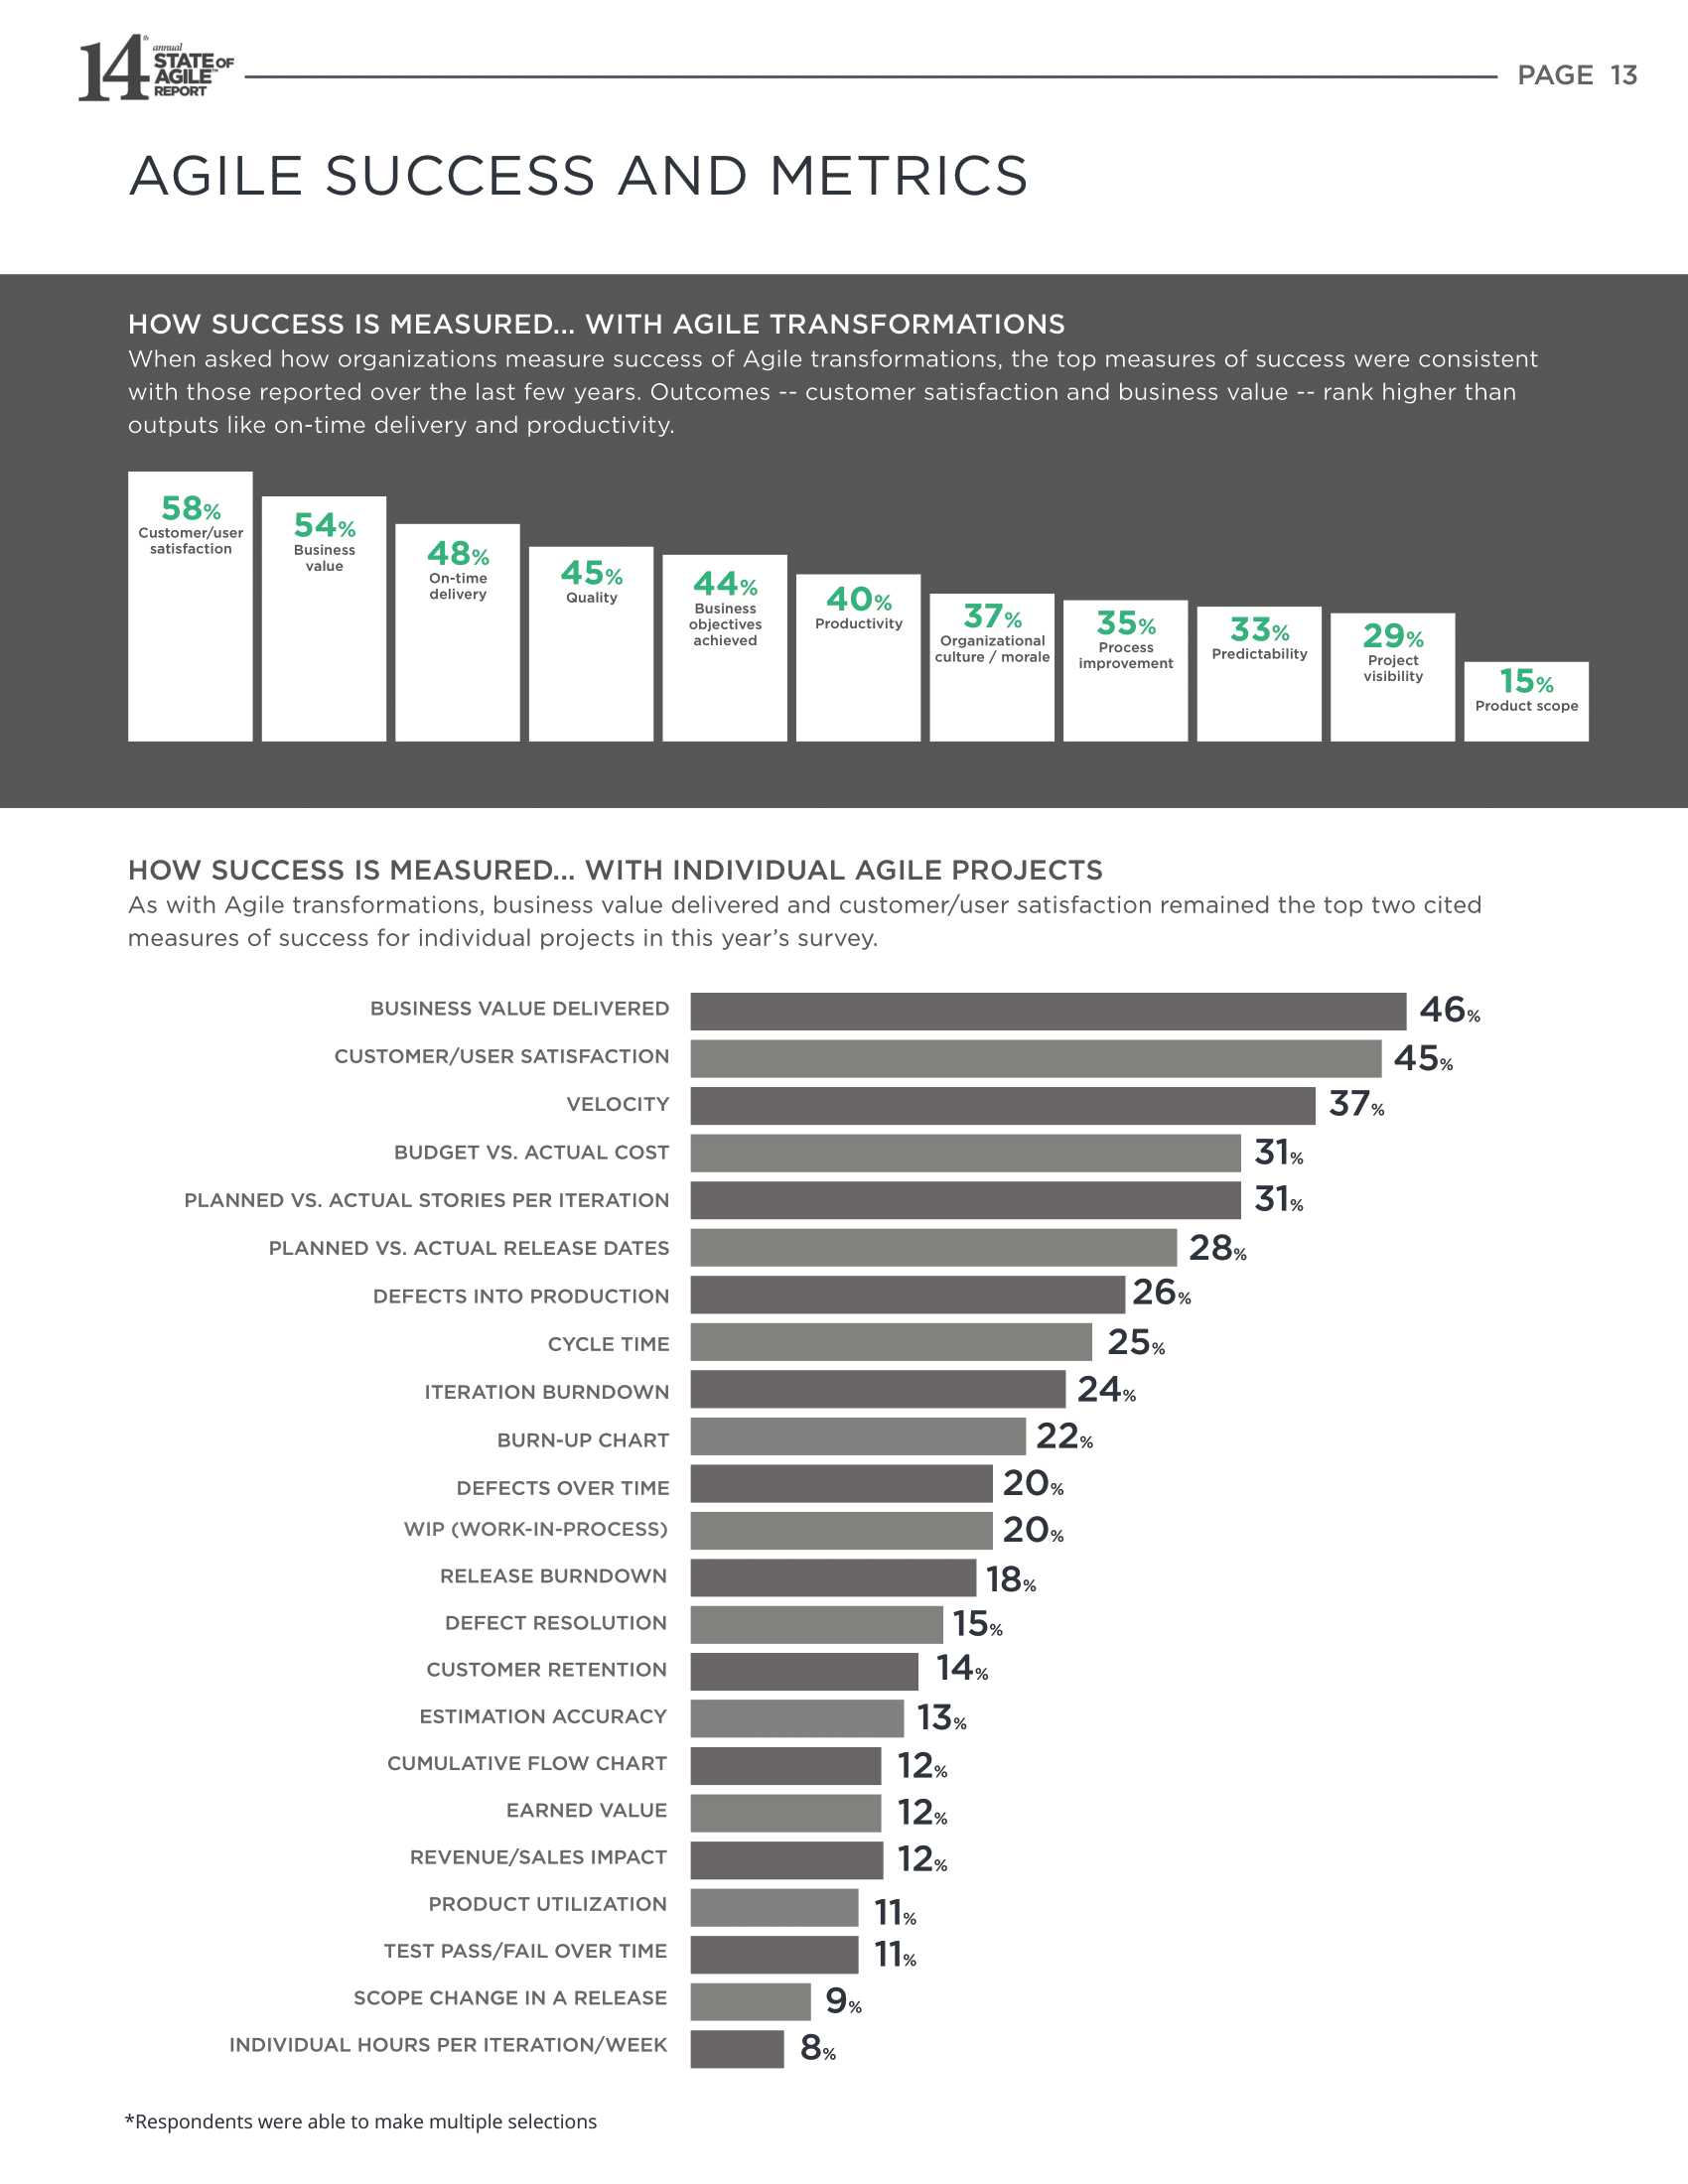 14th annual
STATE OF
AGILE™
REPORT
PAGE 13
AGILE SUCCESS AND METRICS
HOW SUCCESS IS MEASURED... WITH AGILE TRANSFORMATIONS
When asked how organizations measure success of Agile transformations, the top measures of success were consistent
with those reported over the last few years. Outcomes -- customer satisfaction and business value -- rank higher than
outputs like on-time delivery and productivity.
58%
Customer/user
satisfaction
54%
Business
value
48%
On-time
delivery
45%
Quality
44%
Business
objectives
achieved
40%
Productivity
37%
Organizational
culture / morale
35%
Process
improvement
33%
Predictability
29%
Project
visibility
15%
Product scope
HOW SUCCESS IS MEASURED... WITH INDIVIDUAL AGILE PROJECTS
As with Agile transformations, business value delivered and customer/user satisfaction remained the top two cited
measures of success for individual projects in this year’s survey.
BUSINESS VALUE DELIVERED 46%
CUSTOMER/USER SATISFACTION 45%
VELOCITY 37%
BUDGET VS. ACTUAL COST 31%
PLANNED VS. ACTUAL STORIES PER ITERATION 31%
PLANNED VS. ACTUAL RELEASE DATES 28%
DEFECTS INTO PRODUCTION 26%
CYCLE TIME 25%
ITERATION BURNDOWN 24%
BURN-UP CHART 22%
DEFECTS OVER TIME 20%
WIP (WORK-IN-PROCESS) 20%
RELEASE BURNDOWN 18%
DEFECT RESOLUTION 15%
CUSTOMER RETENTION 14%
ESTIMATION ACCURACY 13%
CUMULATIVE FLOW CHART 12%
EARNED VALUE 12%
REVENUE/SALES IMPACT 12%
PRODUCT UTILIZATION 11%
TEST PASS/FAIL OVER TIME 11%
SCOPE CHANGE IN A RELEASE 9%
INDIVIDUAL HOURS PER ITERATION/WEEK 8%
*Respondents were able to make multiple selections